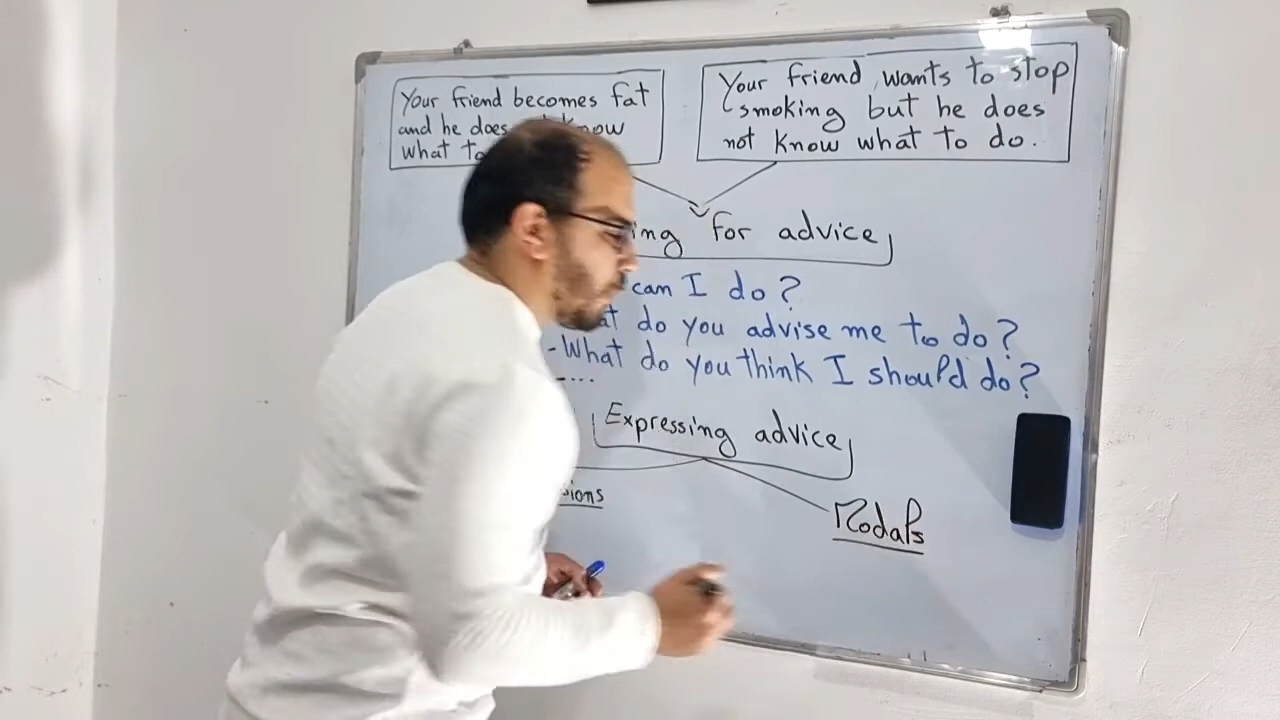 Your friend becomes fat
and he does know
what to
Your friend wants to stop
smoking but he does
not know what to do.
for advice
can I do?
do you advise me to do?
-What do you think I should do?
-...
Expressing advice
Modals